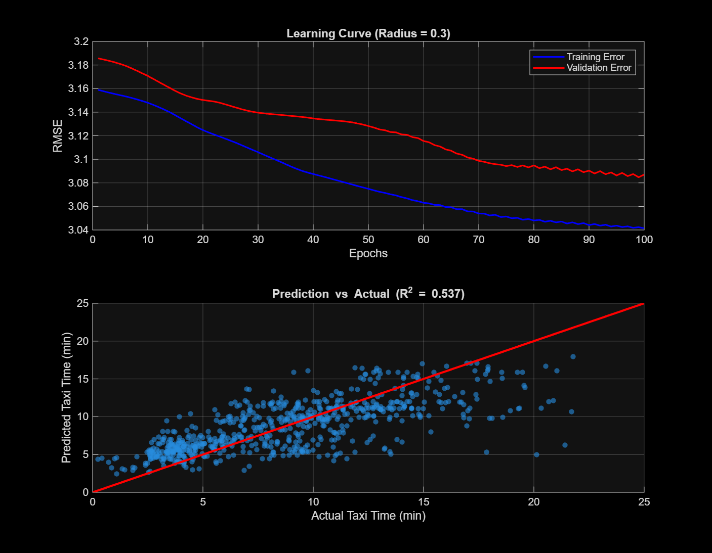 Learning Curve (Radius = 0.3)
3.2
3.18
3.16
3.14
3.12
3.1
3.08
3.06
3.04
RMSE
Training Error
Validation Error
0 10 20 30 40 50 60 70 80 90 100
Epochs
Prediction vs Actual (R² = 0.537)
25
20
15
10
5
0
Predicted Taxi Time (min)
0 5 10 15 20 25
Actual Taxi Time (min)